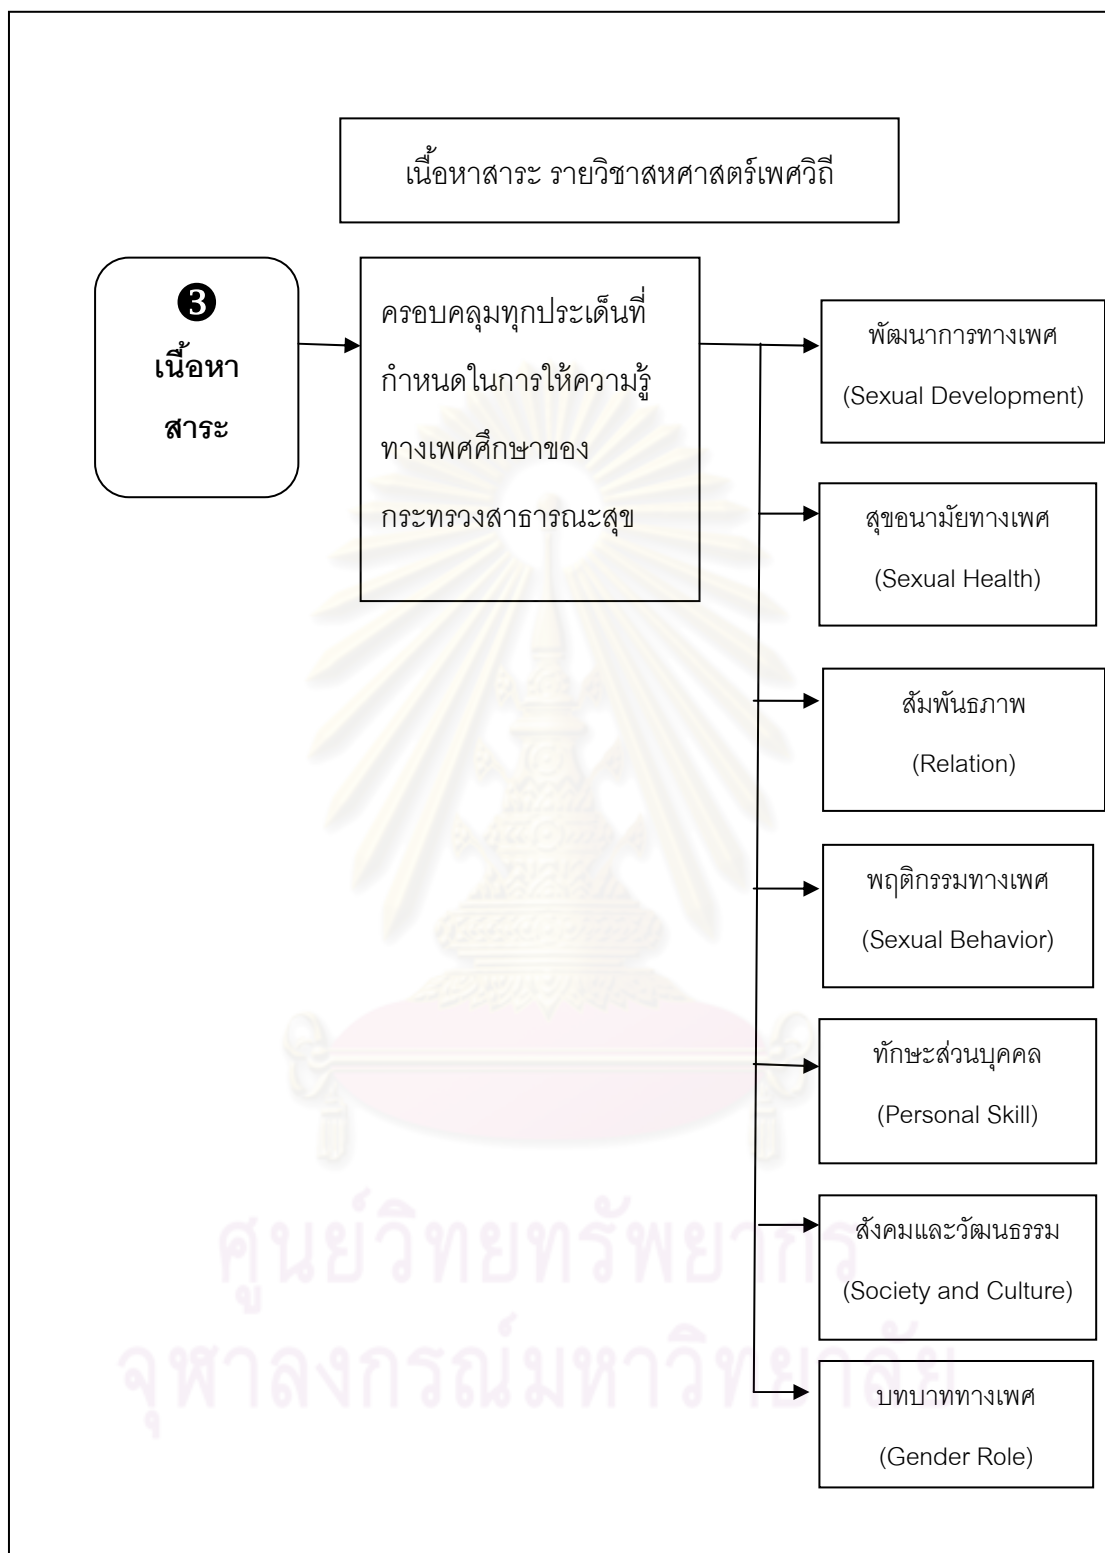 เนื้อหาสาระ รายวิชาสหศาสตร์เพศวิถี
❸
เนื้อหา
สาระ
ครอบคลุมทุกประเด็นที่
กำหนดในการให้ความรู้
ทางเพศศึกษาของ
กระทรวงสาธารณะสุข
พัฒนาการทางเพศ
(Sexual Development)
สุขอนามัยทางเพศ
(Sexual Health)
สัมพันธภาพ
(Relation)
พฤติกรรมทางเพศ
(Sexual Behavior)
ทักษะส่วนบุคคล
(Personal Skill)
สังคมและวัฒนธรรม
(Society and Culture)
บทบาททางเพศ
(Gender Role)
ศูนย์วิทยทรัพยากร
จุฬาลงกรณ์มหาวิทยาลัย